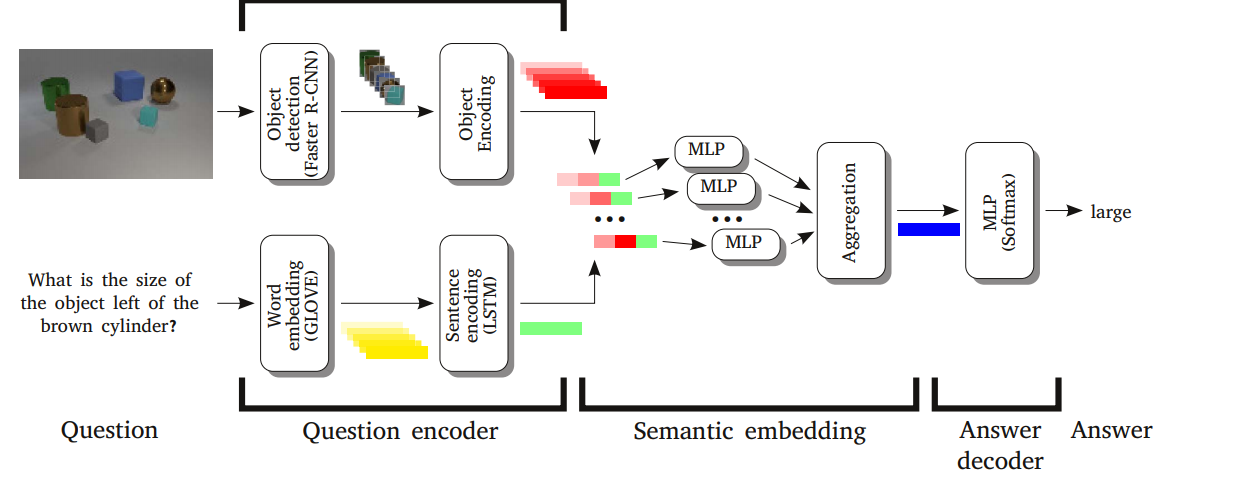 Object
detection
(Faster R-CNN)
Object
Encoding
MLP
MLP
MLP
Aggregation
MLP
(Softmax)
large
What is the size of
the object left of the
brown cylinder?
Word
embedding
(GLOVE)
Sentence
encoding
(LSTM)
Question
Question encoder
Semantic embedding
Answer
decoder
Answer